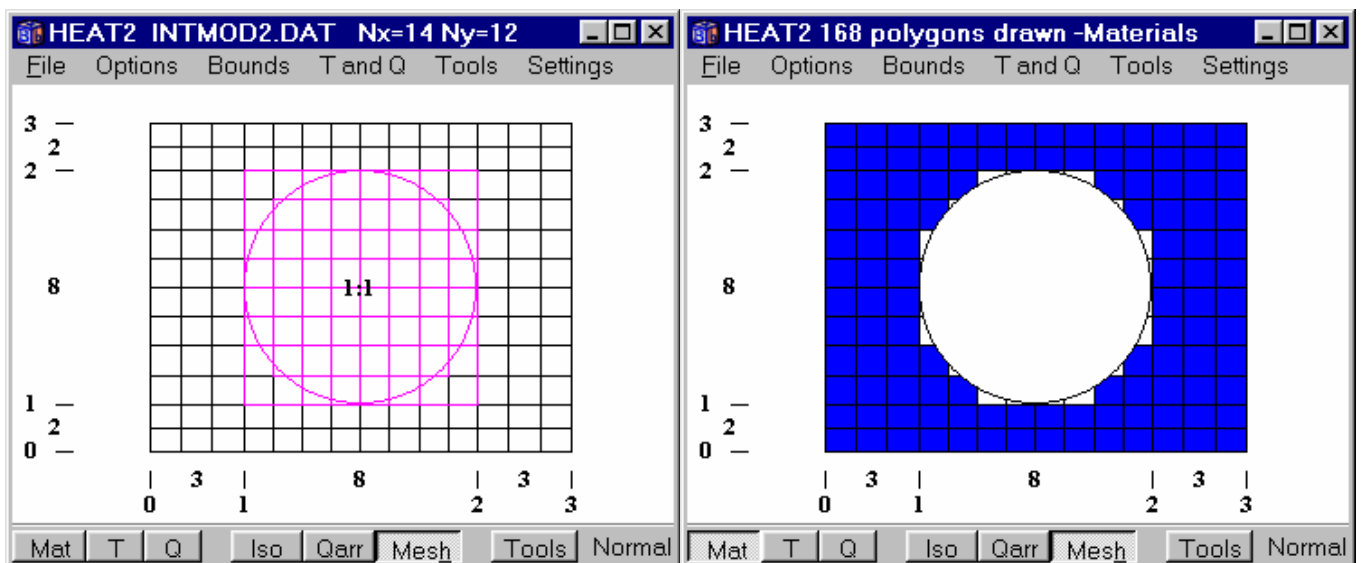 HEAT2 INTMOD2.DAT Nx=14 Ny=12
File Options Bounds T and Q Tools Settings
3
2
2
8
1:1
1
2
0
3 8 3
0 1 2 3
Mat T Q Iso Qarr Mesh Tools Normal
HEAT2 168 polygons drawn -Materials
File Options Bounds T and Q Tools Settings
3
2
2
8
1
2
0
3 8 3
0 1 2 3
Mat T Q Iso Qarr Mesh Tools Normal